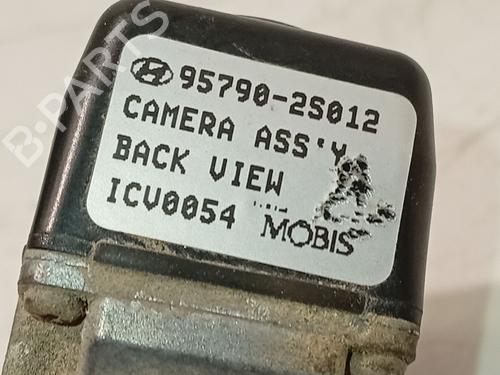 95790-2S012
CAMERA ASS'Y
BACK VIEW
ICV0054
MOBIS
B-PARTS